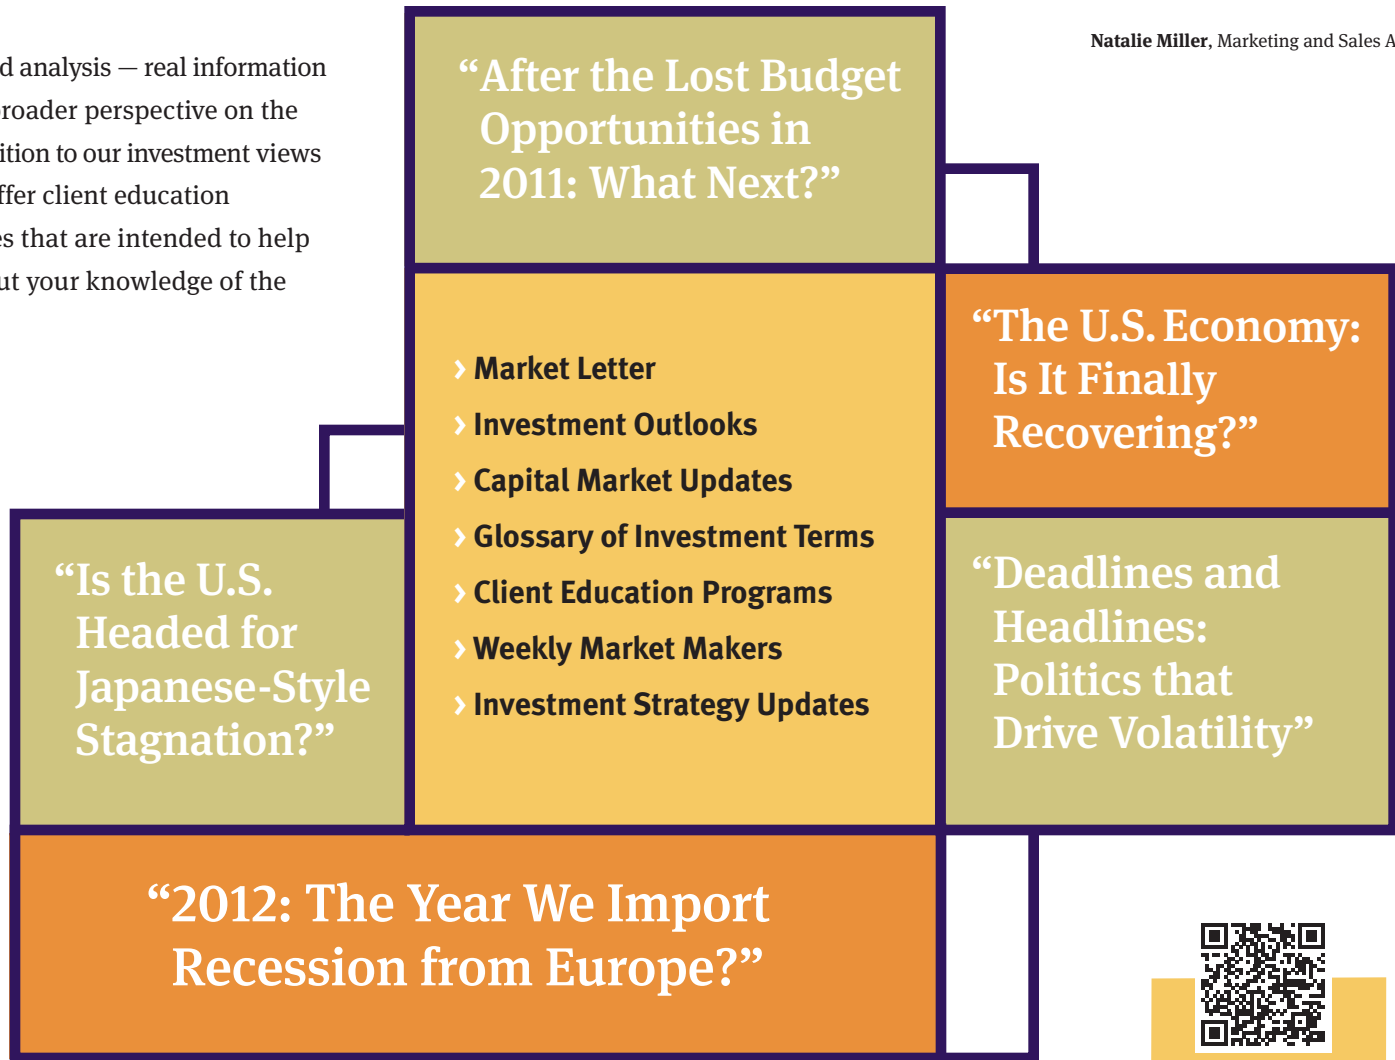 d analysis — real information
roader perspective on the
ition to our investment views
ffer client education
es that are intended to help
ut your knowledge of the
“After the Lost Budget
Opportunities in
2011: What Next?”
Natalie Miller, Marketing and Sales A
› Market Letter
› Investment Outlooks
› Capital Market Updates
› Glossary of Investment Terms
› Client Education Programs
› Weekly Market Makers
› Investment Strategy Updates
“The U.S. Economy:
Is It Finally
Recovering?”
“Is the U.S.
Headed for
Japanese-Style
Stagnation?”
“Deadlines and
Headlines:
Politics that
Drive Volatility”
“2012: The Year We Import
Recession from Europe?”